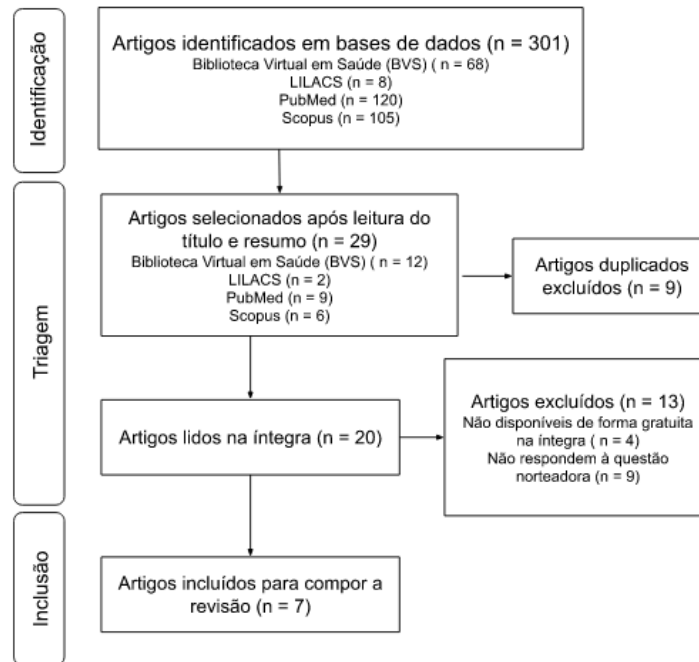 Identificação
Artigos identificados em bases de dados (n = 301)
Biblioteca Virtual em Saúde (BVS) ( n = 68)
LILACS (n = 8)
PubMed (n = 120)
Scopus (n = 105)
Triagem
Artigos selecionados após leitura do
título e resumo (n = 29)
Biblioteca Virtual em Saúde (BVS) ( n = 12)
LILACS (n = 2)
PubMed (n = 9)
Scopus (n = 6)
Artigos duplicados
excluídos (n = 9)
Artigos lidos na íntegra (n = 20)
Artigos excluídos (n = 13)
Não disponíveis de forma gratuita
na íntegra ( n = 4)
Não respondem à questão
norteadora (n = 9)
Inclusão
Artigos incluídos para compor a
revisão (n = 7)